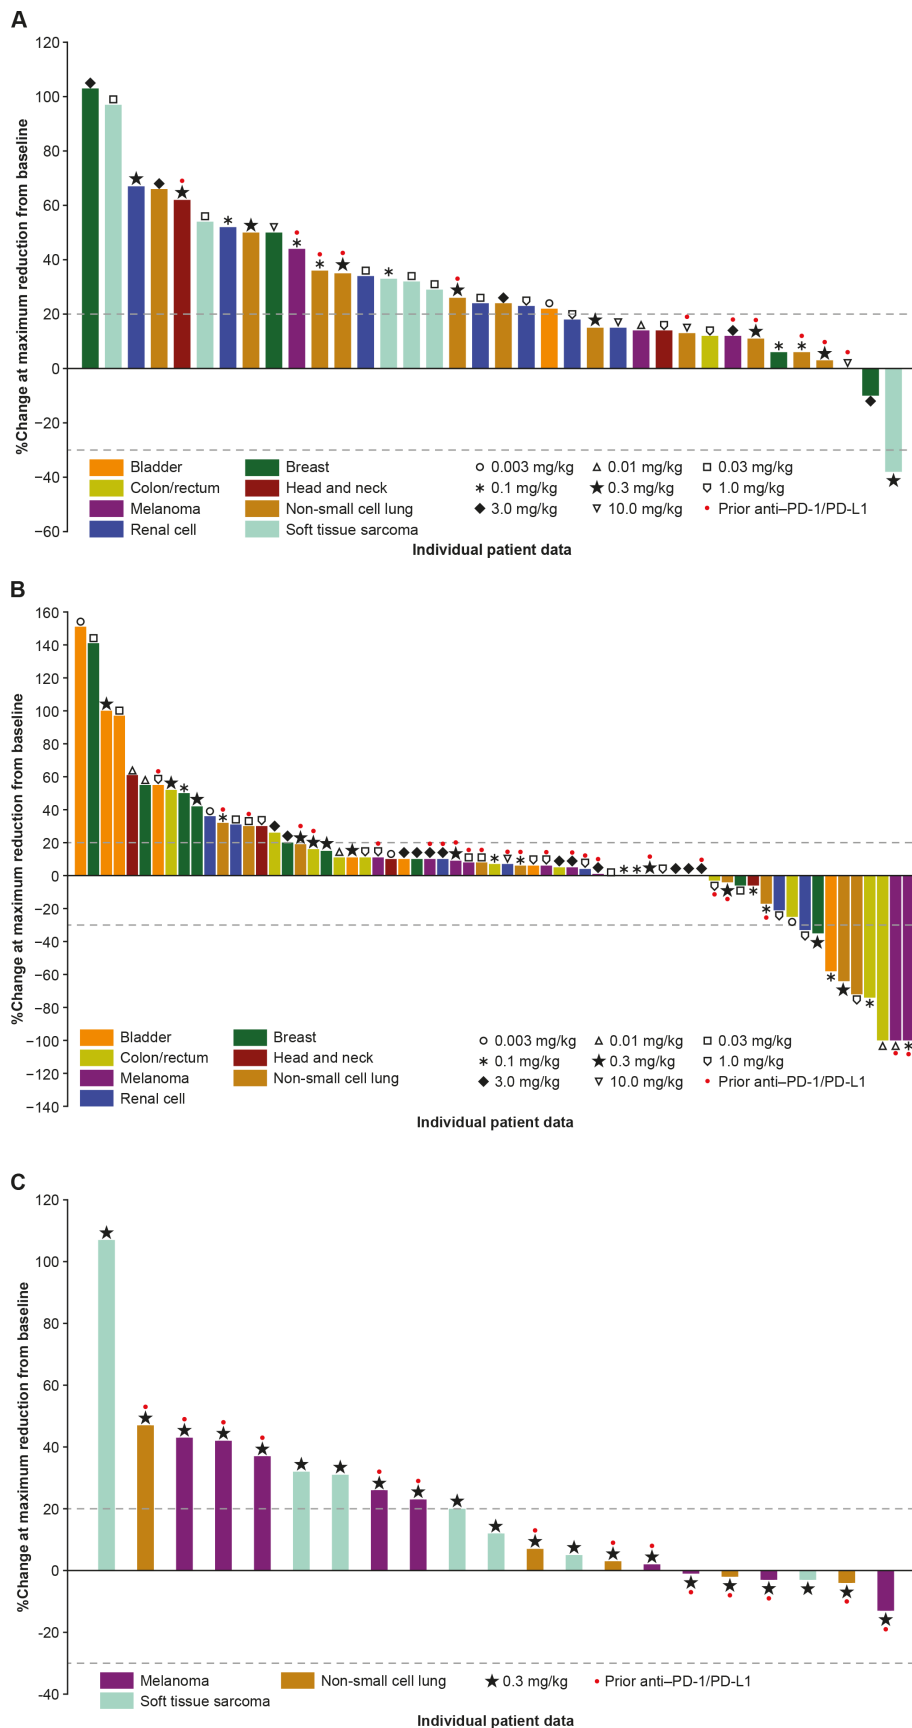 A
%Change at maximum reduction from baseline
120
100
80
60
40
20
0
−20
−40
−60
Bladder
Colon/rectum
Melanoma
Renal cell
Breast
Head and neck
Non-small cell lung
Soft tissue sarcoma
0.003 mg/kg
0.01 mg/kg
0.03 mg/kg
0.1 mg/kg
0.3 mg/kg
1.0 mg/kg
3.0 mg/kg
10.0 mg/kg
Prior anti–PD-1/PD-L1
Individual patient data
B
%Change at maximum reduction from baseline
160
140
120
100
80
60
40
20
0
−20
−40
−60
−80
−100
−120
−140
Bladder
Colon/rectum
Melanoma
Renal cell
Breast
Head and neck
Non-small cell lung
0.003 mg/kg
0.01 mg/kg
0.03 mg/kg
0.1 mg/kg
0.3 mg/kg
1.0 mg/kg
3.0 mg/kg
10.0 mg/kg
Prior anti–PD-1/PD-L1
Individual patient data
C
%Change at maximum reduction from baseline
120
100
80
60
40
20
0
-20
-40
Melanoma
Soft tissue sarcoma
Non-small cell lung
0.3 mg/kg
Prior anti–PD-1/PD-L1
Individual patient data